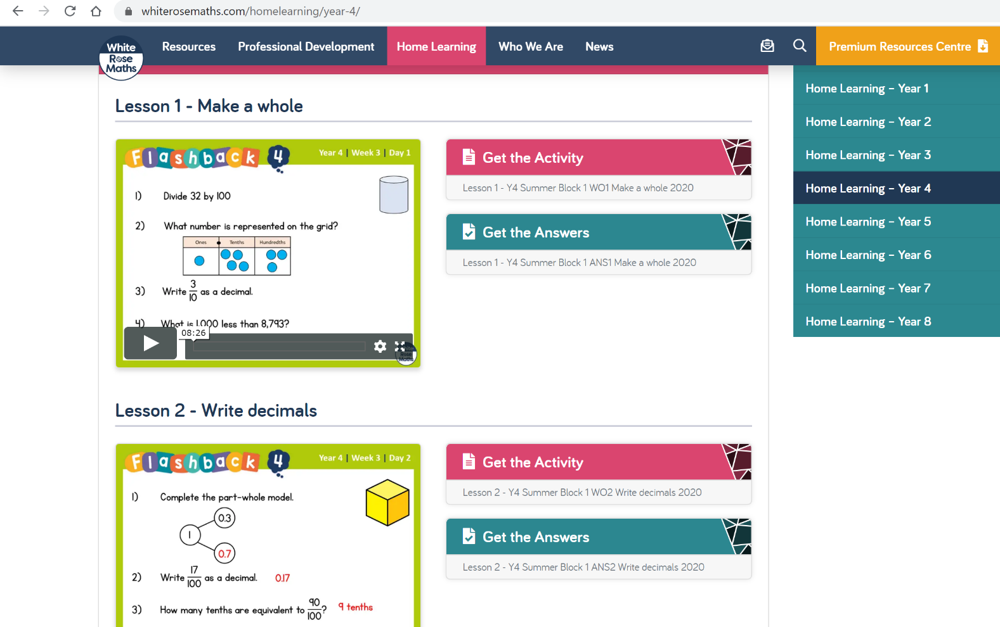 whiterosemaths.com/homelearning/year-4/
White
Rose
Maths
Resources
Professional Development
Home Learning
Who We Are
News
Premium Resources Centre
Lesson 1 - Make a whole
Flashback 4
Year 4 | Week 3 | Day 1
1) Divide 32 by 100
2) What number is represented on the grid?
Ones Tenths Hundredths
3) Write 3/10 as a decimal.
4) What is 1,000 less than 8,793?
08:26
White
Rose
Maths
Get the Activity
Lesson 1 - Y4 Summer Block 1 WO1 Make a whole 2020
Get the Answers
Lesson 1 - Y4 Summer Block 1 ANS1 Make a whole 2020
Lesson 2 - Write decimals
Flashback 4
Year 4 | Week 3 | Day 2
1) Complete the part-whole model.
0.3
1
0.7
2) Write 17/100 as a decimal. 0.17
3) How many tenths are equivalent to 90/100? 9 tenths
Get the Activity
Lesson 2 - Y4 Summer Block 1 WO2 Write decimals 2020
Get the Answers
Lesson 2 - Y4 Summer Block 1 ANS2 Write decimals 2020
Home Learning – Year 1
Home Learning – Year 2
Home Learning – Year 3
Home Learning – Year 4
Home Learning – Year 5
Home Learning – Year 6
Home Learning – Year 7
Home Learning – Year 8